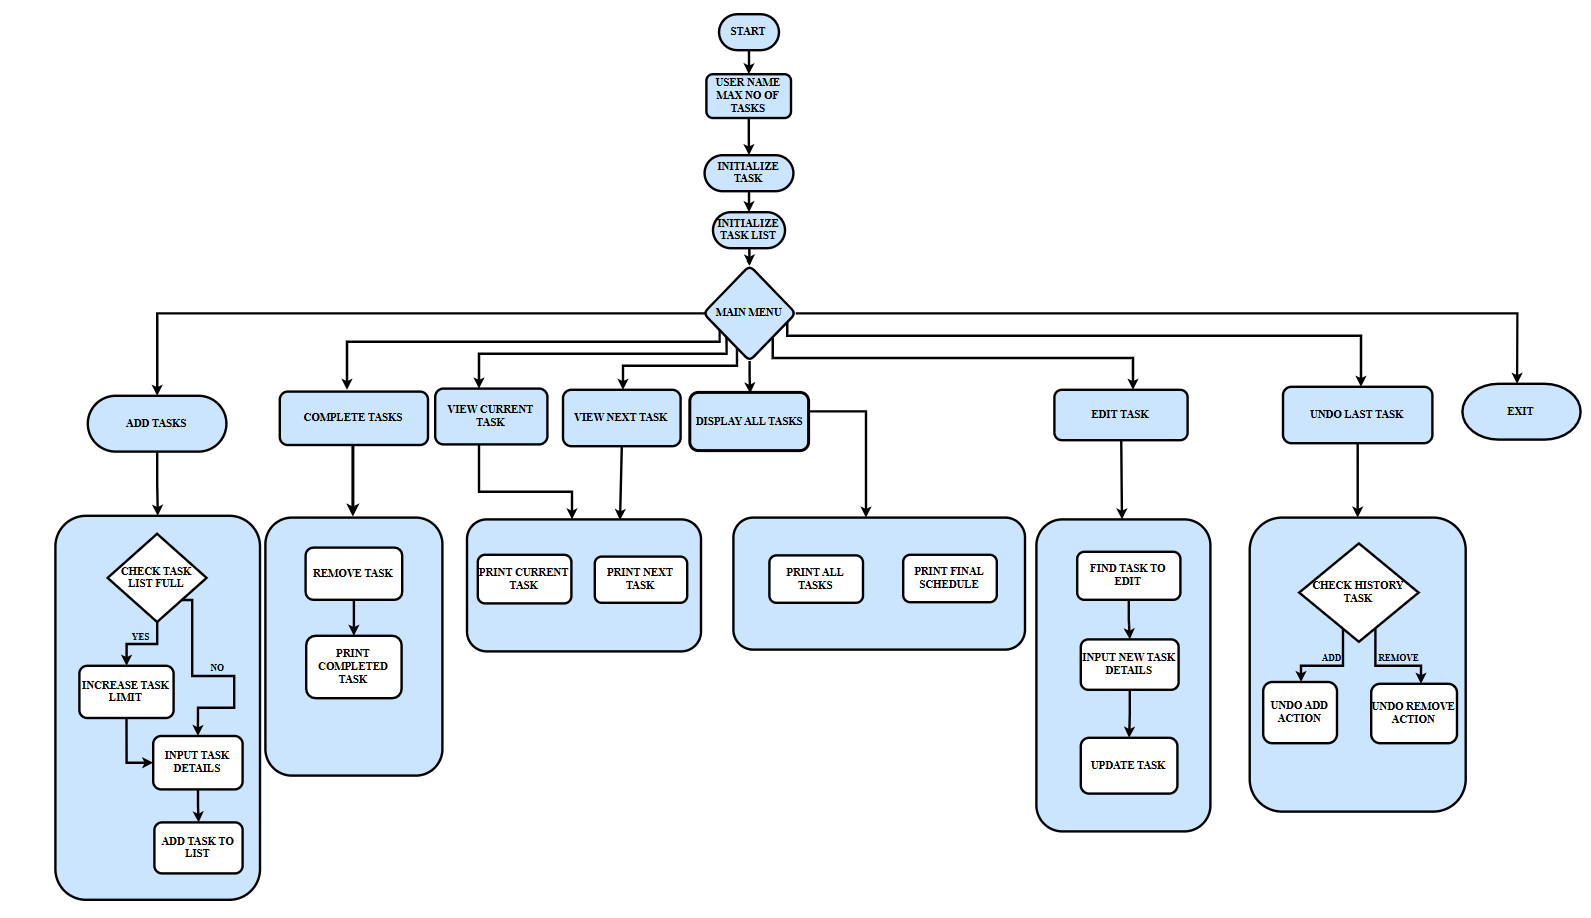 START
USER NAME
MAX NO OF
TASKS
INITIALIZE
TASK
INITIALIZE
TASK LIST
MAIN MENU
ADD TASKS
COMPLETE TASKS
VIEW CURRENT
TASK
VIEW NEXT TASK
DISPLAY ALL TASKS
EDIT TASK
UNDO LAST TASK
EXIT
CHECK TASK
LIST FULL
YES
NO
INCREASE TASK
LIMIT
INPUT TASK
DETAILS
ADD TASK TO
LIST
REMOVE TASK
PRINT
COMPLETED
TASK
PRINT CURRENT
TASK
PRINT NEXT
TASK
PRINT ALL
TASKS
PRINT FINAL
SCHEDULE
FIND TASK TO
EDIT
INPUT NEW TASK
DETAILS
UPDATE TASK
CHECK HISTORY
TASK
ADD
REMOVE
UNDO ADD
ACTION
UNDO REMOVE
ACTION